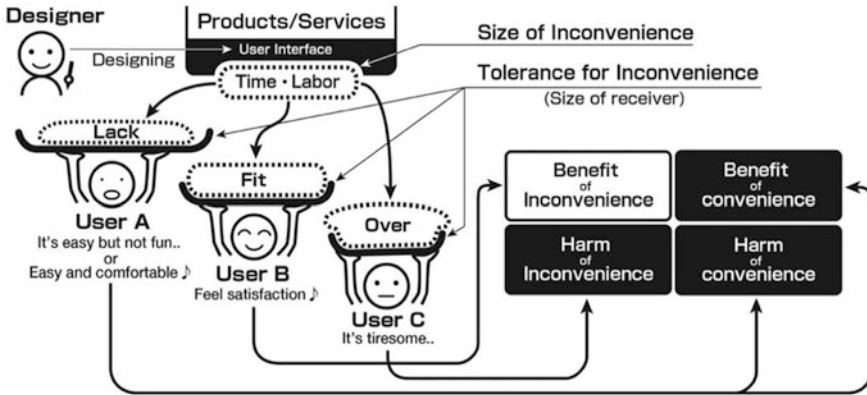 Designer
Products/Services
User Interface
Designing
Time・Labor
Size of Inconvenience
Tolerance for Inconvenience
(Size of receiver)
Lack
Fit
Over
User A
It's easy but not fun..
or
Easy and comfortable♪
User B
Feel satisfaction♪
User C
It's tiresome..
Benefit
of
Inconvenience
Benefit
of
convenience
Harm
of
Inconvenience
Harm
of
convenience